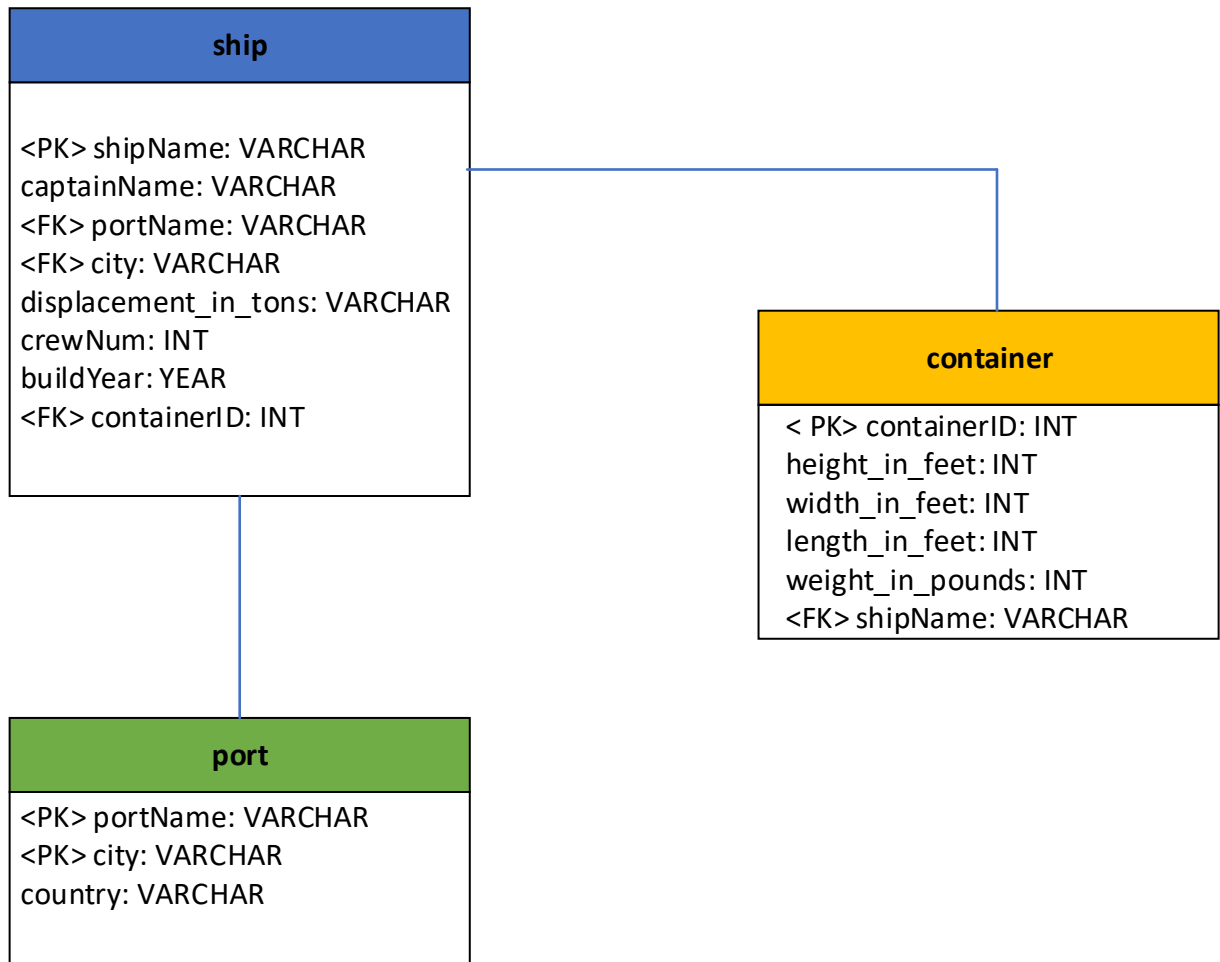 ship
<PK> shipName: VARCHAR
captainName: VARCHAR
<FK> portName: VARCHAR
<FK> city: VARCHAR
displacement_in_tons: VARCHAR
crewNum: INT
buildYear: YEAR
<FK> containerID: INT
container
< PK> containerID: INT
height_in_feet: INT
width_in_feet: INT
length_in_feet: INT
weight_in_pounds: INT
<FK> shipName: VARCHAR
port
<PK> portName: VARCHAR
<PK> city: VARCHAR
country: VARCHAR